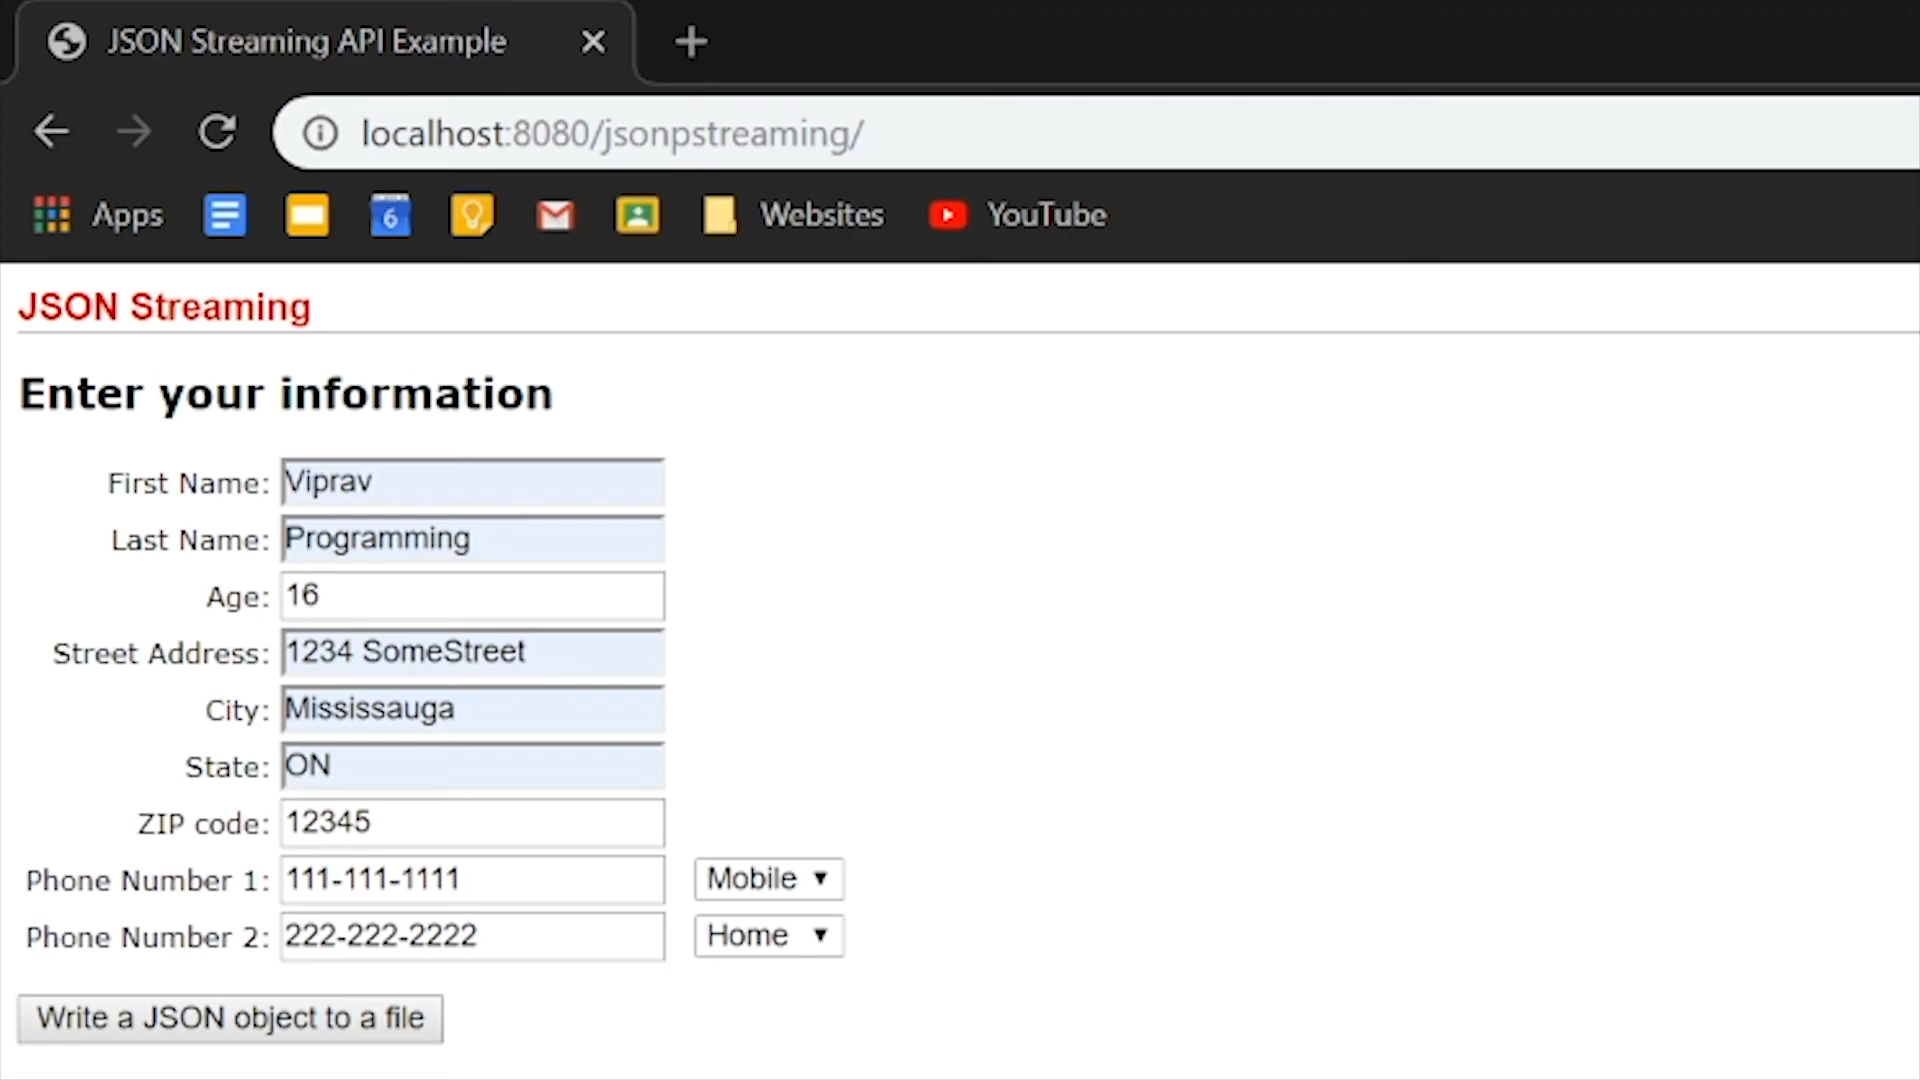 JSON Streaming API Example
localhost:8080/jsonpstreaming/
Apps 6 Websites YouTube
JSON Streaming
Enter your information
First Name: Viprav
Last Name: Programming
Age: 16
Street Address: 1234 SomeStreet
City: Mississauga
State: ON
ZIP code: 12345
Phone Number 1: 111-111-1111 Mobile
Phone Number 2: 222-222-2222 Home
Write a JSON object to a file